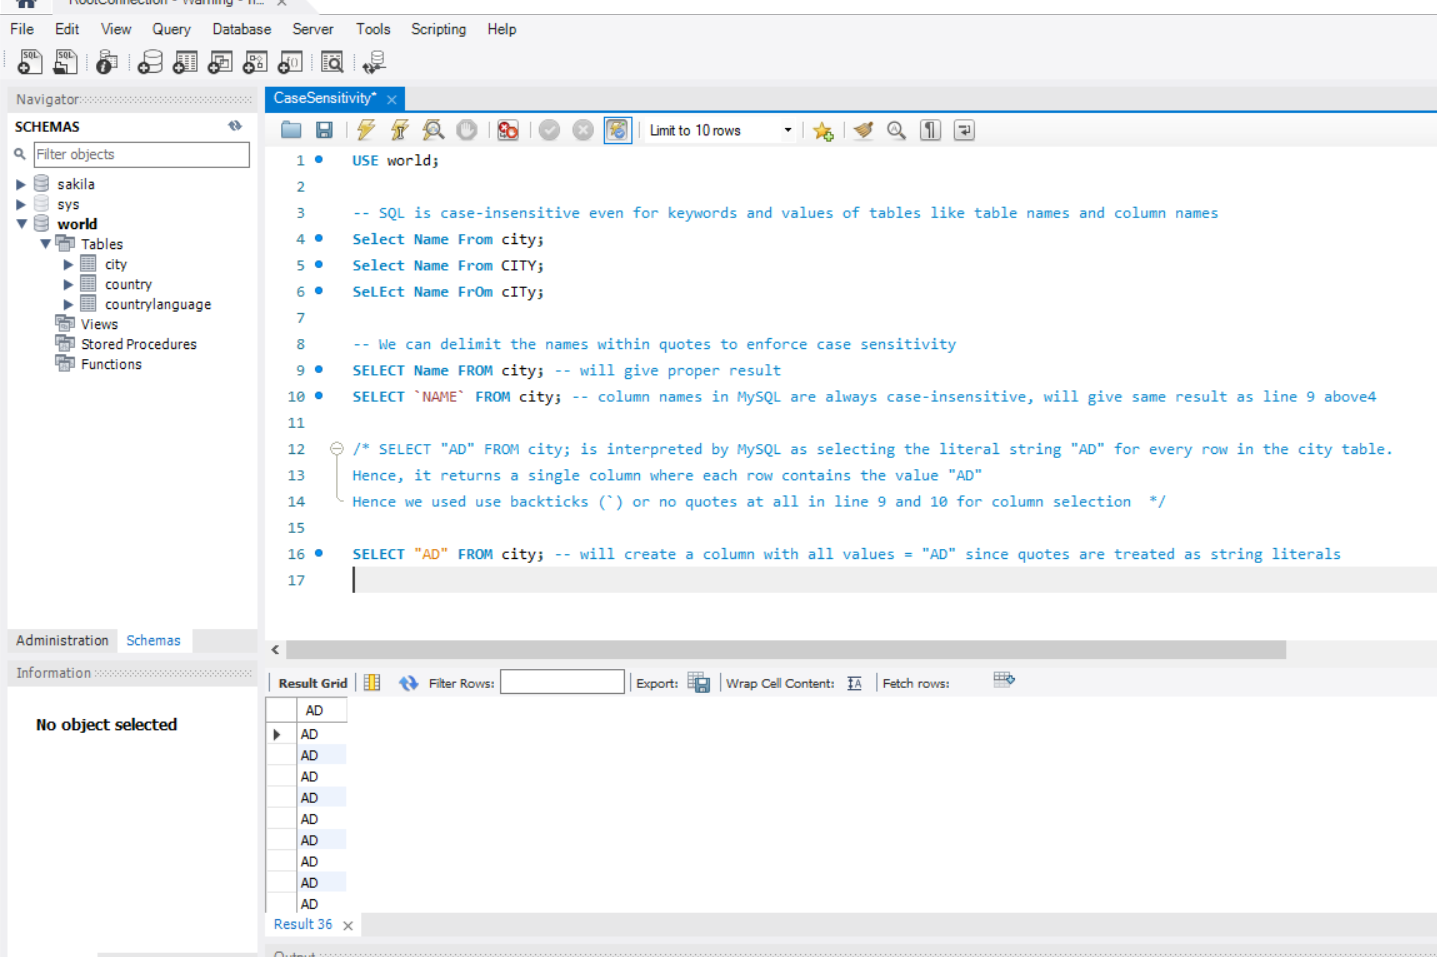 RootConnection - Warning - n...
File Edit View Query Database Server Tools Scripting Help
Navigator
SCHEMAS
Filter objects
sakila
sys
world
Tables
city
country
countrylanguage
Views
Stored Procedures
Functions
Administration Schemas
Information
No object selected
CaseSensitivity*
Limit to 10 rows
1 USE world;
2
3 -- SQL is case-insensitive even for keywords and values of tables like table names and column names
4 Select Name From city;
5 Select Name From CITY;
6 SeLEct Name FrOm cITy;
7
8 -- We can delimit the names within quotes to enforce case sensitivity
9 SELECT Name FROM city; -- will give proper result
10 SELECT `NAME` FROM city; -- column names in MySQL are always case-insensitive, will give same result as line 9 above4
11
12 /* SELECT "AD" FROM city; is interpreted by MySQL as selecting the literal string "AD" for every row in the city table.
13 Hence, it returns a single column where each row contains the value "AD"
14 Hence we used use backticks (`) or no quotes at all in line 9 and 10 for column selection  */
15
16 SELECT "AD" FROM city; -- will create a column with all values = "AD" since quotes are treated as string literals
17
Result Grid Filter Rows: Export: Wrap Cell Content: Fetch rows:
AD
AD
AD
AD
AD
AD
AD
AD
AD
AD
Result 36
Output